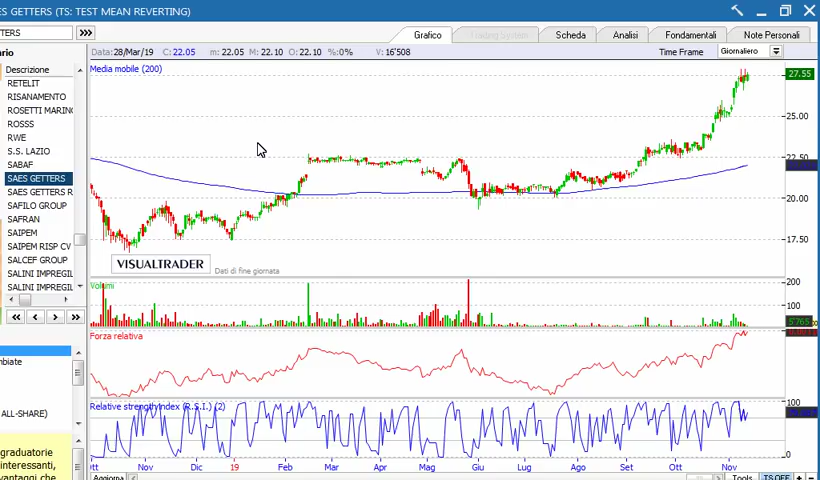 ES GETTERS (TS: TEST MEAN REVERTING)
TERS
Grafico
Trading System
Scheda
Analisi
Fondamentali
Note Personali
ario
Data: 28/Mar/19 C: 22.05 m: 22.05 M: 22.10 O: 22.10 %:0% V: 16'508
Time Frame Giornaliero
Descrizione
RETELIT
RISANAMENTO
ROSETTI MARINO
ROSSS
RWE
S.S. LAZIO
SABAF
SAES GETTERS
SAES GETTERS R
SAFILO GROUP
SAFRAN
SAIPEM
SAIPEM RISP CV
SALCEF GROUP
SALINI IMPREGIL
SALINI IMPREGIL
Media mobile (200)
27.55
25.00
22.50
20.00
17.50
VISUALTRADER
Dati di fine giornata
Volumi
200
100
5765
Forza relativa
Relative strength Index (R.S.I.) (2)
100
0
tt Nov Dic 19 Feb Mar Apr Mag Giu Lug Ago Set Ott Nov
Aggiorna
Tools
TS OFF
mbiate
ALL-SHARE)
graduatorie
interessanti,
vantaggi che